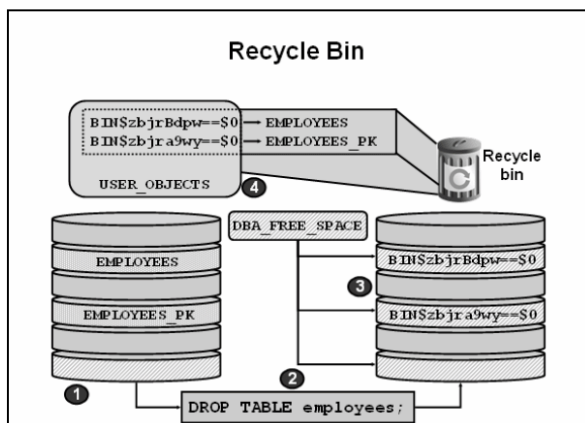 Recycle Bin
BIN$zbjrBdpw==$0 EMPLOYEES
BIN$zbjra9wy==$0 EMPLOYEES_PK
Recycle
bin
USER_OBJECTS
4
DBA_FREE_SPACE
EMPLOYEES
BIN$zbjrBdpw==$0
3
EMPLOYEES_PK
BIN$zbjra9wy==$0
1
2
DROP TABLE employees;